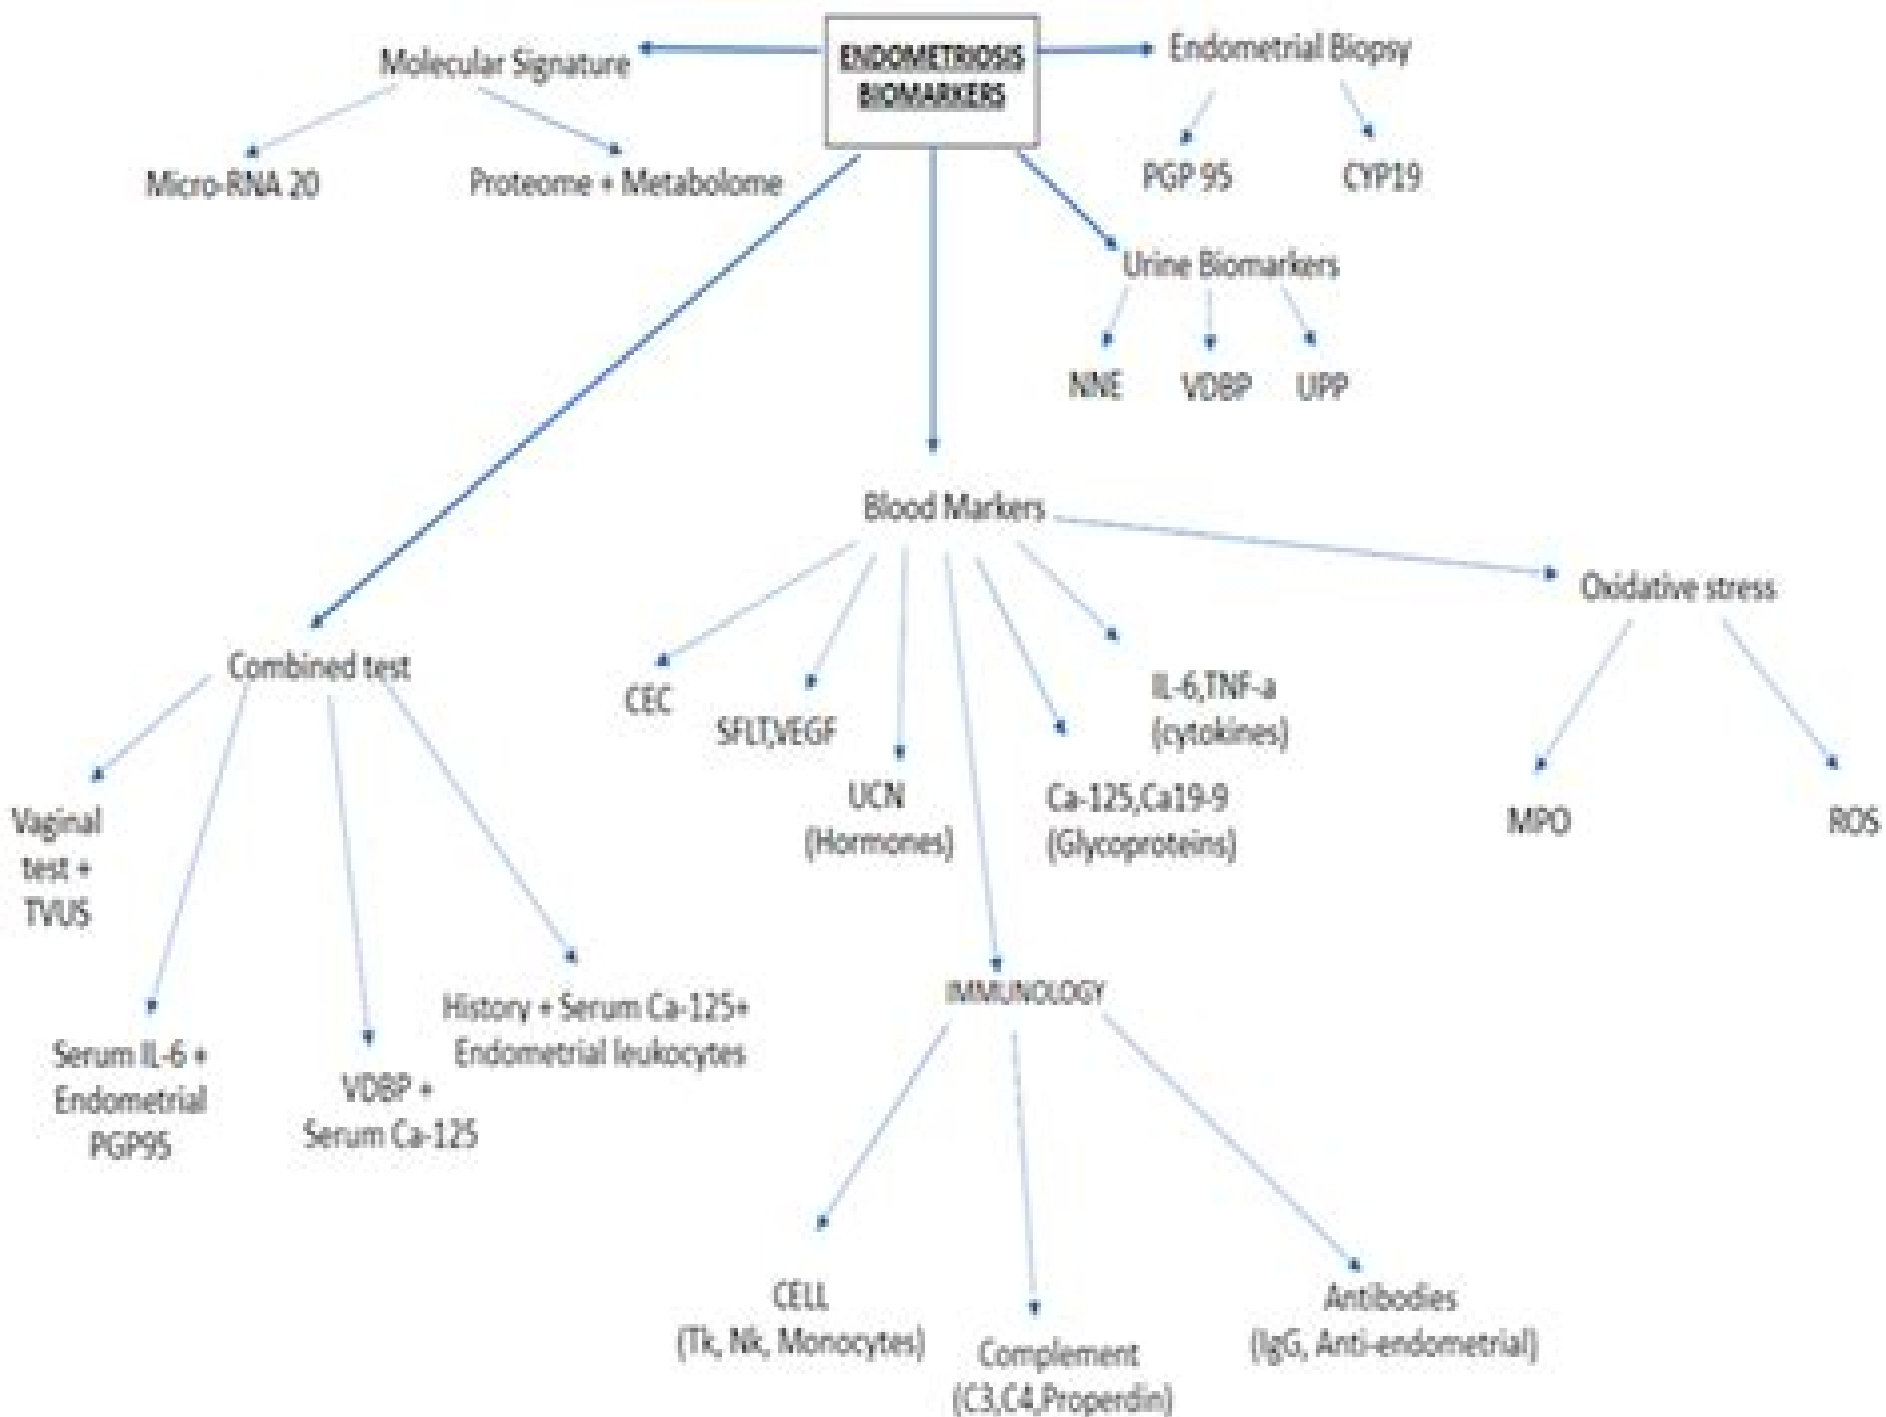 ENDOMETRIOSIS
BIOMARKERS
Molecular Signature
Endometrial Biopsy
Micro-RNA 20
Proteome + Metabolome
PGP 95
CYP19
Urine Biomarkers
NNE
VDBP
UPP
Blood Markers
Oxidative stress
Combined test
CEC
SFLT,VEGF
IL-6,TNF-a
(cytokines)
UCN
(Hormones)
Ca-125,Ca19-9
(Glycoproteins)
MPO
ROS
Vaginal
test +
TVUS
IMMUNOLOGY
History + Serum Ca-125+
Endometrial leukocytes
Serum IL-6 +
Endometrial
PGP95
VDBP +
Serum Ca-125
CELL
(Tk, Nk, Monocytes)
Complement
(C3,C4,Properdin)
Antibodies
(IgG, Anti-endometrial)